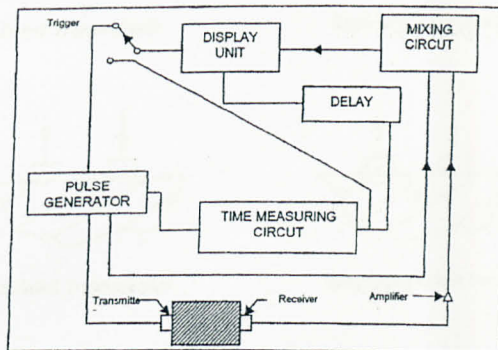 Trigger
DISPLAY
UNIT
MIXING
CIRCUT
DELAY
PULSE
GENERATOR
TIME MEASURING
CIRCUT
Transmitte
Receiver
Amplifier